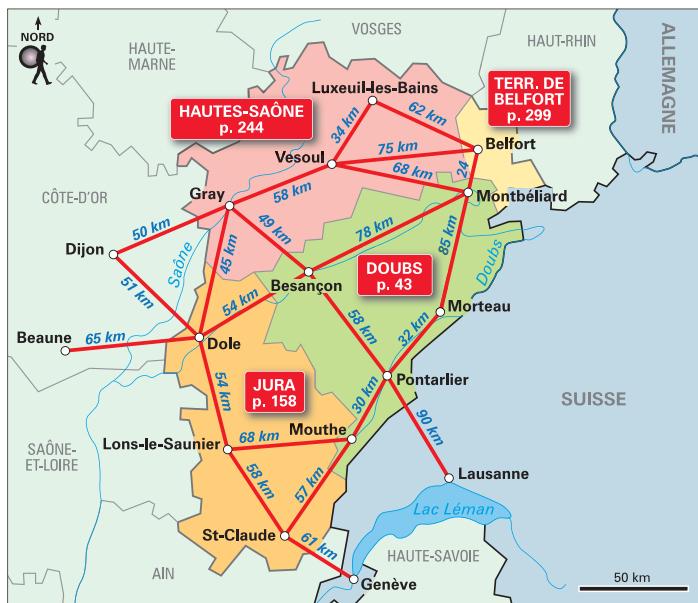 NORD
VOSGES
HAUTE-
MARNE
HAUT-RHIN
ALLEMAGNE
Luxeuil-les-Bains
TERR. DE
BELFORT
p. 299
HAUTES-SAÔNE
p. 244
34 km
62 km
Vesoul
75 km
Belfort
68 km
24
Gray
58 km
Montbéliard
CÔTE-D'OR
50 km
49 km
78 km
85 km
Dijon
Saône
45 km
DOUBS
p. 43
Doubs
Besançon
51 km
54 km
58 km
Morteau
32 km
Beaune
65 km
Dole
54 km
JURA
p. 158
30 km
Pontarlier
SUISSE
Mouthe
90 km
SAÔNE-
ET-LOIRE
Lons-le-Saunier
68 km
58 km
57 km
Lausanne
Lac Léman
St-Claude
61 km
HAUTE-SAVOIE
AIN
Genève
50 km